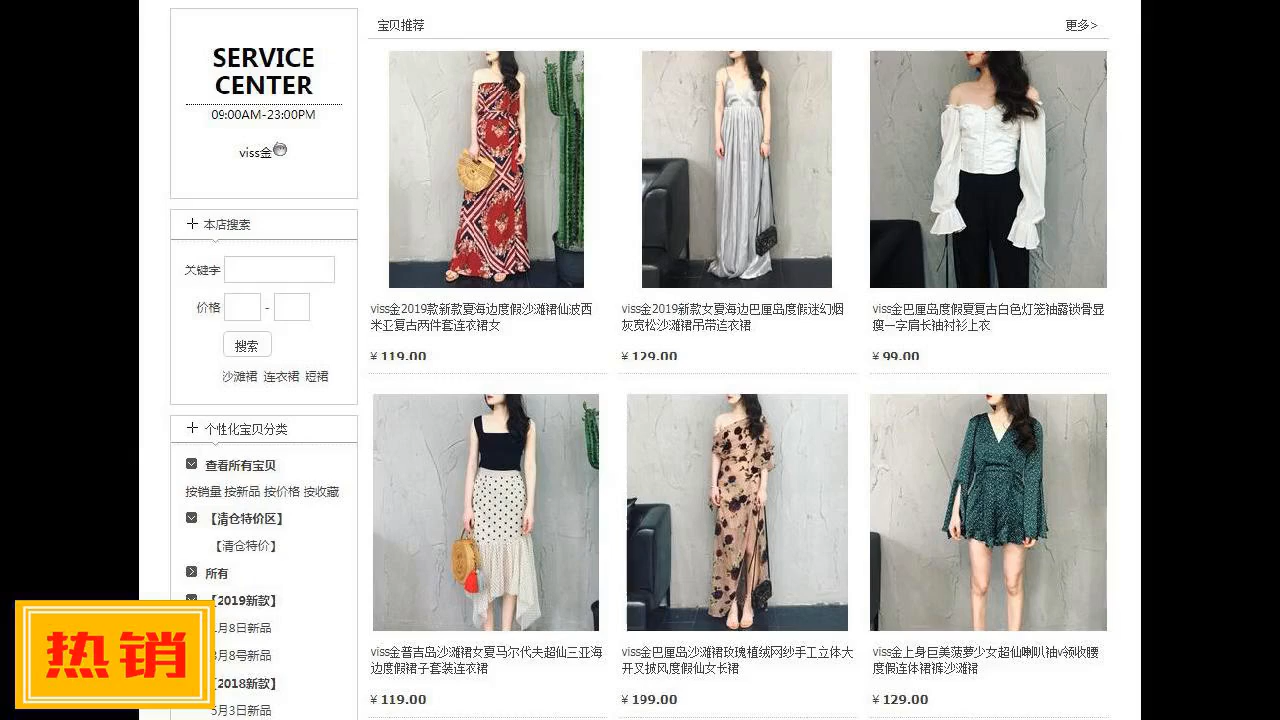 SERVICE
CENTER
09:00AM-23:00PM
viss金
本店搜索
关键字
价格 -
搜索
沙滩裙 连衣裙 短裙
个性化宝贝分类
查看所有宝贝
按销量 按新品 按价格 按收藏
【清仓特价区】
【清仓特价】
所有
【2019新款】
月8日新品
月8号新品
【2018新款】
5月3日新品
热销
宝贝推荐 更多>
viss金2019款新款夏海边度假沙滩裙仙波西
米亚复古两件套连衣裙女
¥ 119.00
viss金2019新款女夏海边巴厘岛度假迷幻烟
灰宽松沙滩裙吊带连衣裙
¥ 129.00
viss金巴厘岛度假夏复古白色灯笼袖露锁骨显
瘦一字肩长袖衬衫上衣
¥ 99.00
viss金普吉岛沙滩裙女夏马尔代夫超仙三亚海
边度假裙子套装连衣裙
¥ 119.00
viss金巴厘岛沙滩裙玫瑰植绒网纱手工立体大
开叉披风度假仙女长裙
¥ 199.00
viss金上身巨美菠萝少女超仙喇叭袖v领收腰
度假连体裙裤沙滩裙
¥ 129.00